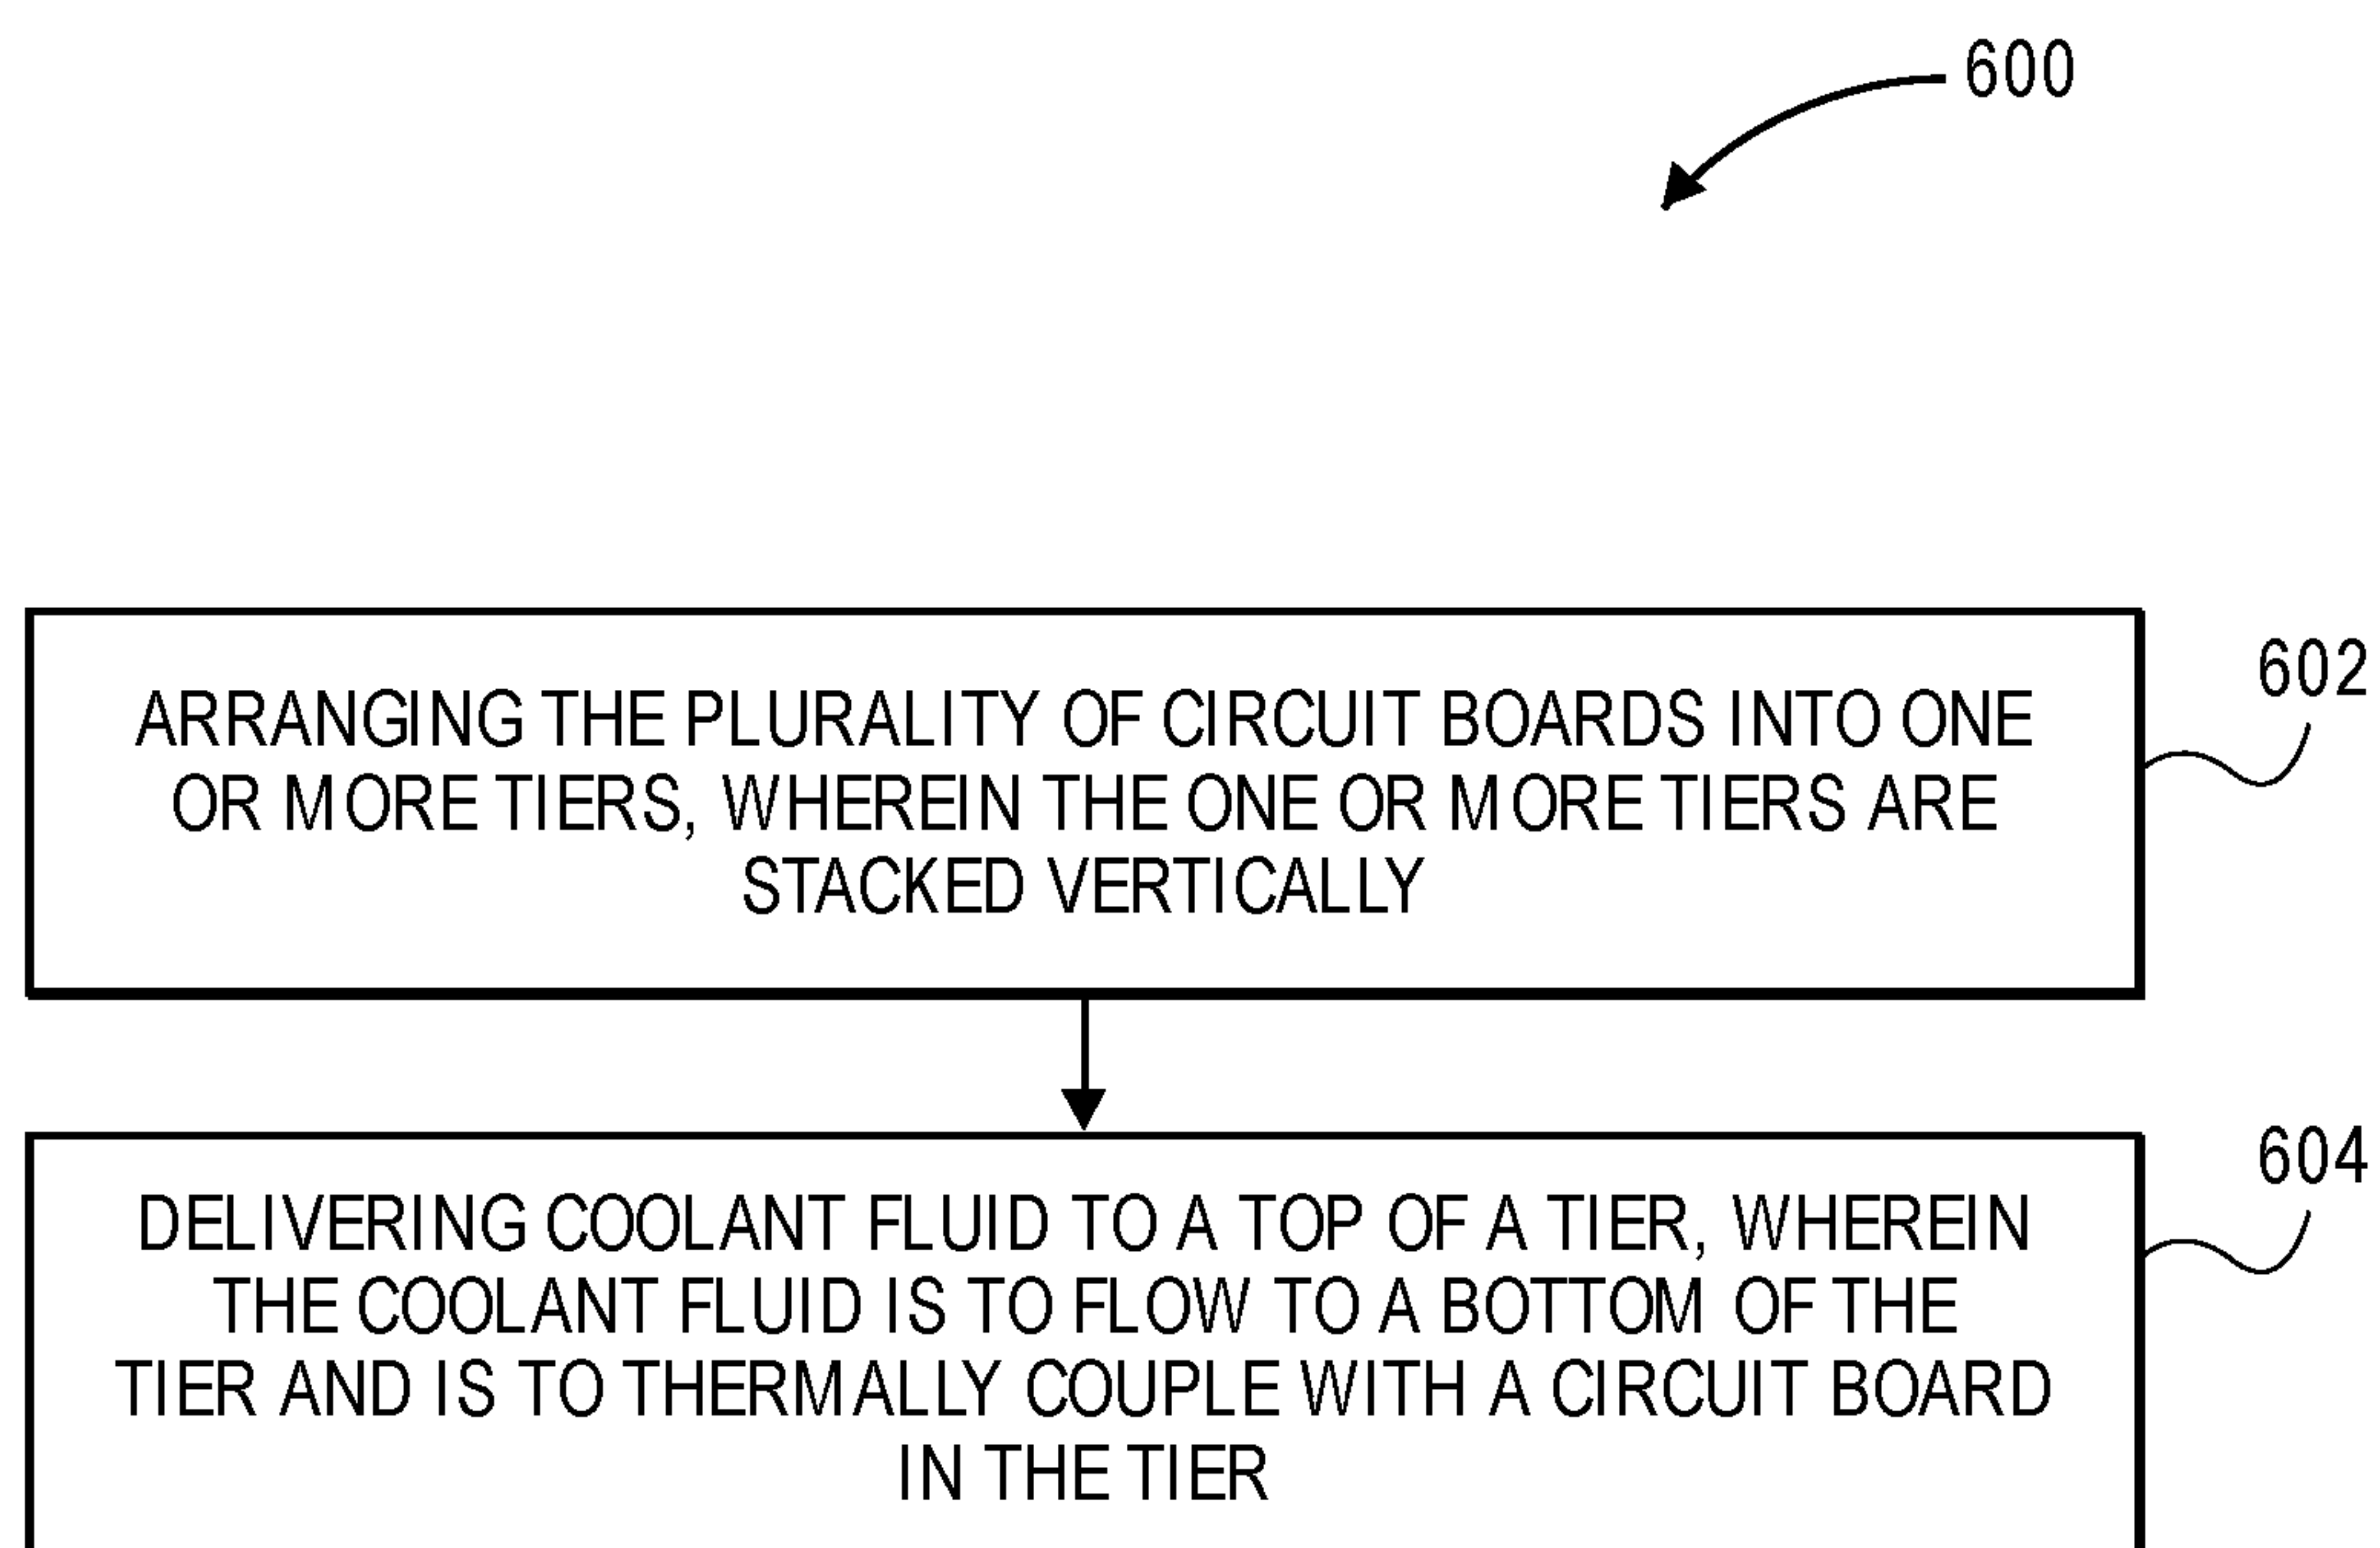 600
602
ARRANGING THE PLURALITY OF CIRCUIT BOARDS INTO ONE
OR MORE TIERS, WHEREIN THE ONE OR MORE TIERS ARE
STACKED VERTICALLY
604
DELIVERING COOLANT FLUID TO A TOP OF A TIER, WHEREIN
THE COOLANT FLUID IS TO FLOW TO A BOTTOM OF THE
TIER AND IS TO THERMALLY COUPLE WITH A CIRCUIT BOARD
IN THE TIER